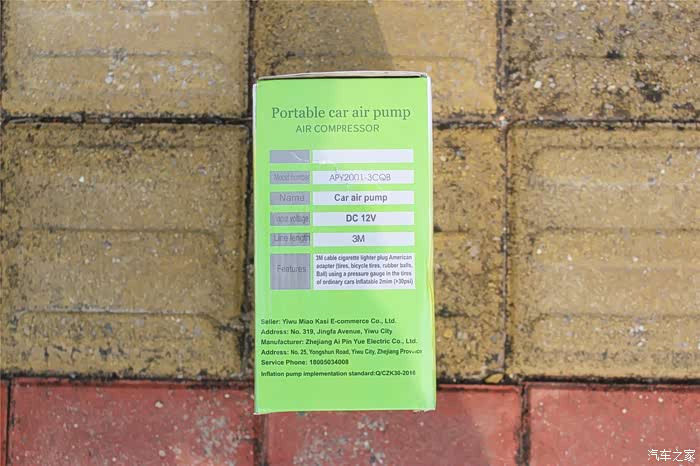 Portable car air pump
AIR COMPRESSOR
Model number APY2001-3CQB
Name Car air pump
Input voltage DC 12V
Line length 3M
Features
3M cable cigarette lighter plug American
adapter (tires, bicycle tires, rubber balls,
Ball) using a pressure gauge in the tires
of ordinary cars inflatable 2mim (>30psi)
Seller: Yiwu Miao Kasi E-commerce Co., Ltd.
Address: No. 319, Jingfa Avenue, Yiwu City
Manufacturer: Zhejiang Ai Pin Yue Electric Co., Ltd.
Address: No. 25, Yongshun Road, Yiwu City, Zhejiang Province
Service Phone: 18005034008
Inflation pump implementation standard:Q/CZK30-2016
汽车之家